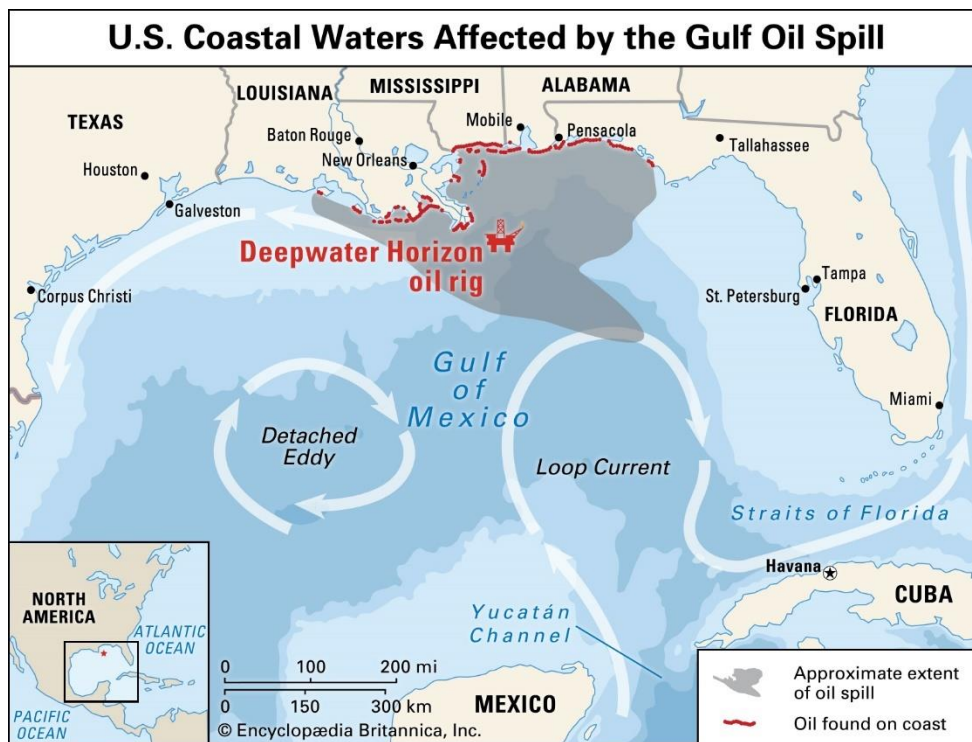 U.S. Coastal Waters Affected by the Gulf Oil Spill
MISSISSIPPI
ALABAMA
LOUISIANA
TEXAS
Mobile
Pensacola
Baton Rouge
Tallahassee
New Orleans
Houston
Galveston
Deepwater Horizon
oil rig
Corpus Christi
Tampa
St. Petersburg
FLORIDA
Gulf
of
Mexico
Miami
Detached
Eddy
Loop Current
Straits of Florida
Havana
CUBA
Yucatán
Channel
NORTH
AMERICA
ATLANTIC
OCEAN
PACIFIC
OCEAN
0 100 200 mi
0 150 300 km
© Encyclopædia Britannica, Inc.
MEXICO
Approximate extent
of oil spill
Oil found on coast